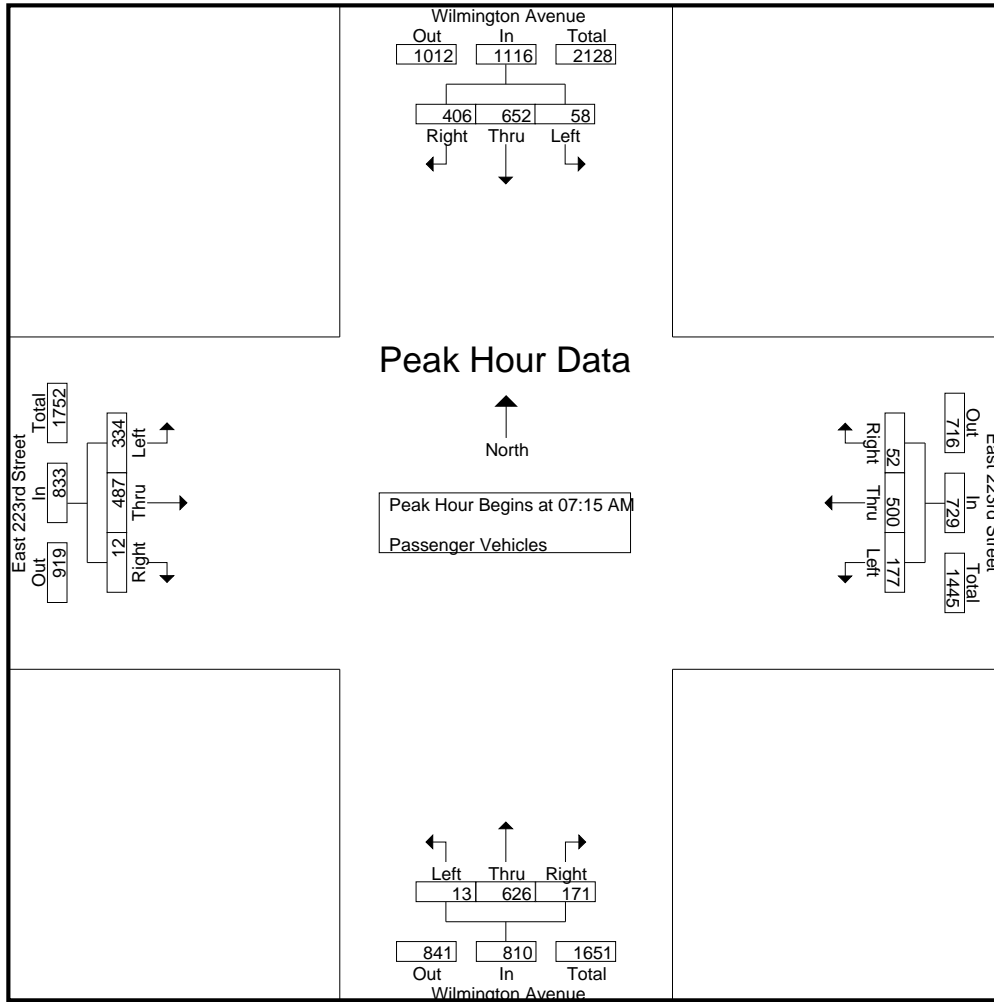 Wilmington Avenue
Out In Total
1012 1116 2128
406 652 58
Right Thru Left
Peak Hour Data
North
Peak Hour Begins at 07:15 AM
Passenger Vehicles
East 223rd Street
Total In Out
1752 833 919
334 487 12
Left Thru Right
East 223rd Street
Out In Total
716 729 1445
52 500 177
Right Thru Left
Left Thru Right
13 626 171
841 810 1651
Out In Total
Wilmington Avenue